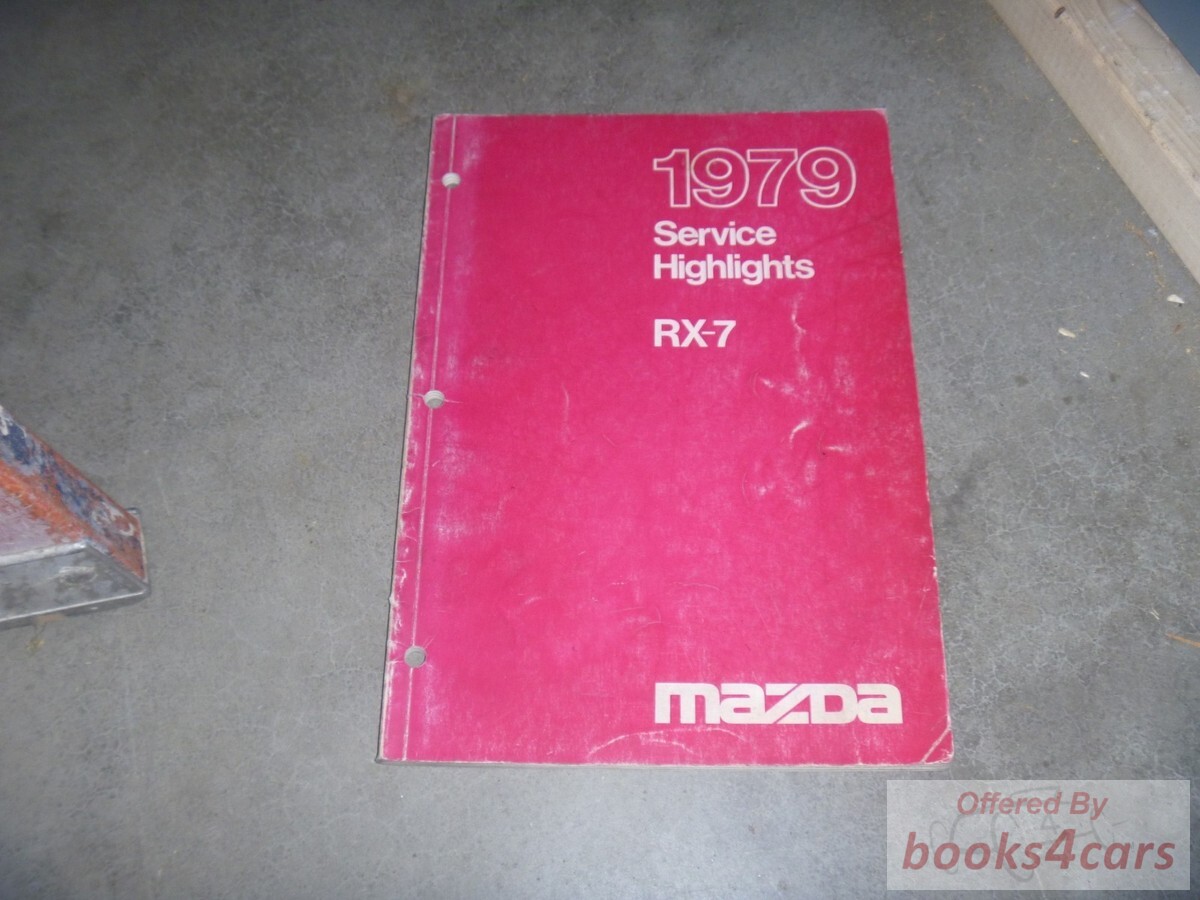 1979
Service
Highlights
RX-7
mazda
Offered By
books4cars